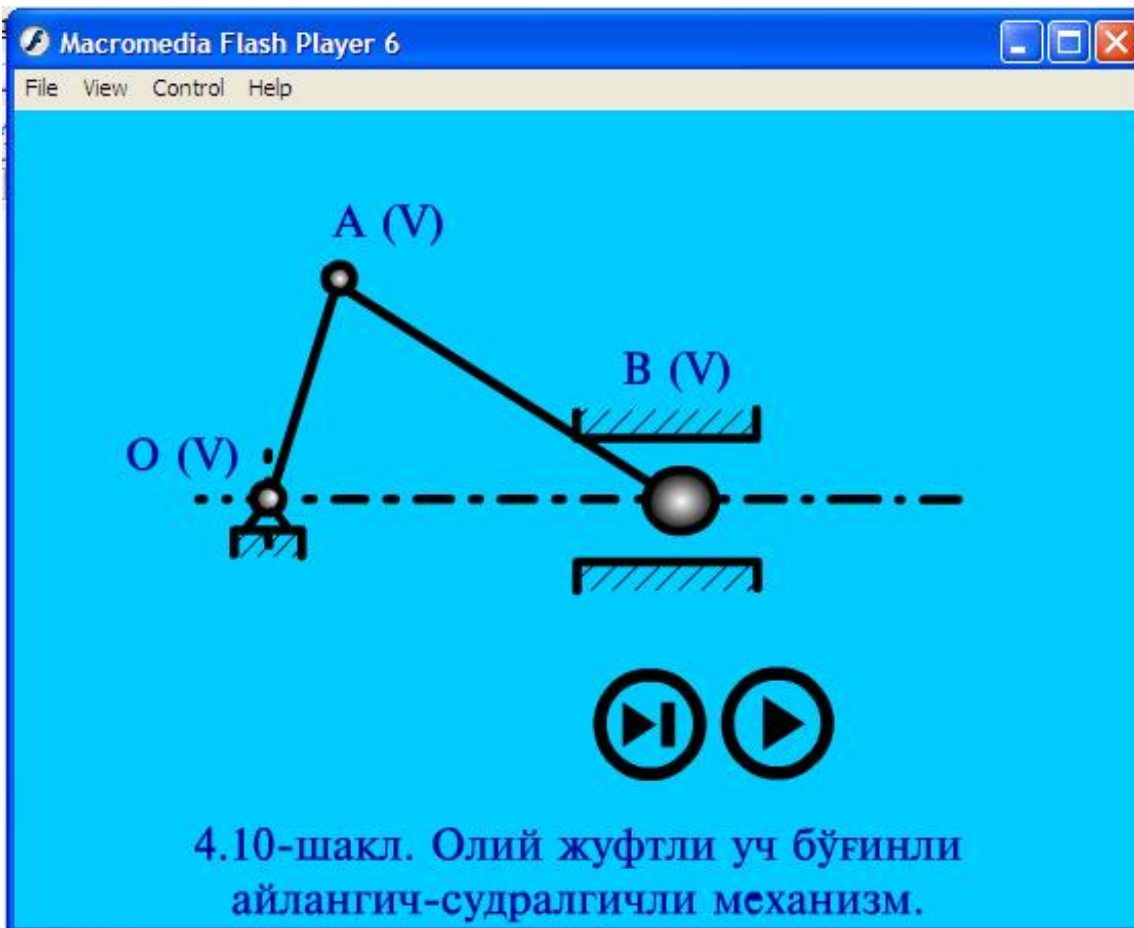 Macromedia Flash Player 6
File View Control Help
A (V)
B (V)
O (V)
4.10-шакл. Олий жуфтли уч бўғинли
айлангич-судралгичли механизм.